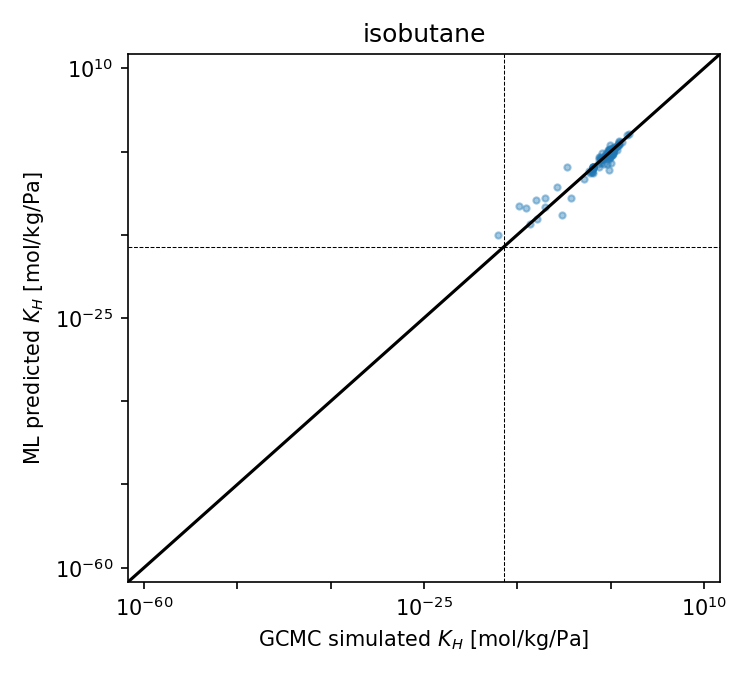 isobutane
ML predicted K_H [mol/kg/Pa]
10^10
10^−25
10^−60
10^−60 10^−25 10^10
GCMC simulated K_H [mol/kg/Pa]